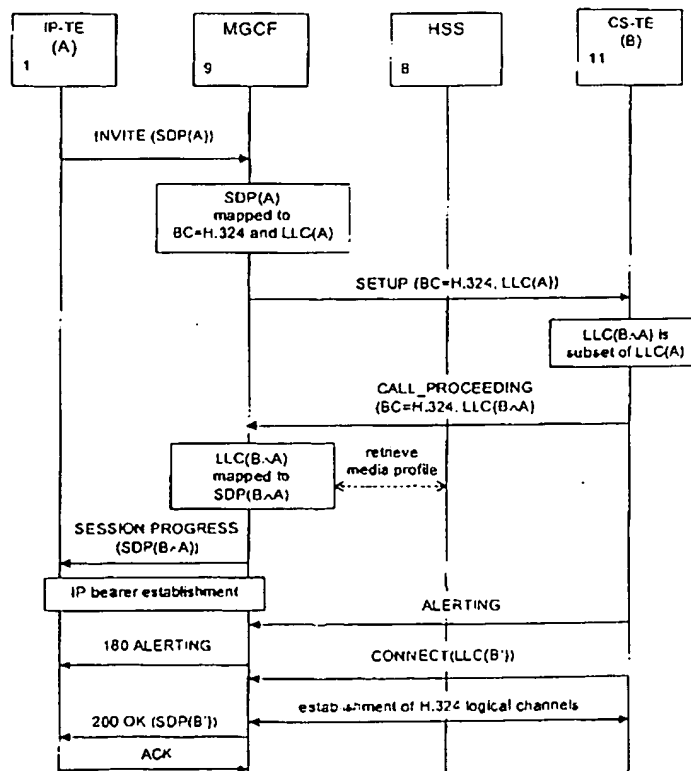 IP-TE
(A)
1
MGCF
9
HSS
8
CS-TE
(B)
11
INVITE (SDP(A))
SDP(A)
mapped to
BC=H.324 and LLC(A)
SETUP (BC=H.324, LLC(A))
LLC(B∧A) is
subset of LLC(A)
CALL_PROCEEDING
(BC=H.324, LLC(B∧A)
LLC(B∧A)
mapped to
SDP(B∧A)
retrieve
media profile
SESSION PROGRESS
(SDP(B∧A))
IP bearer establishment
ALERTING
180 ALERTING
CONNECT(LLC(B'))
establishment of H.324 logical channels
200 OK (SDP(B'))
ACK